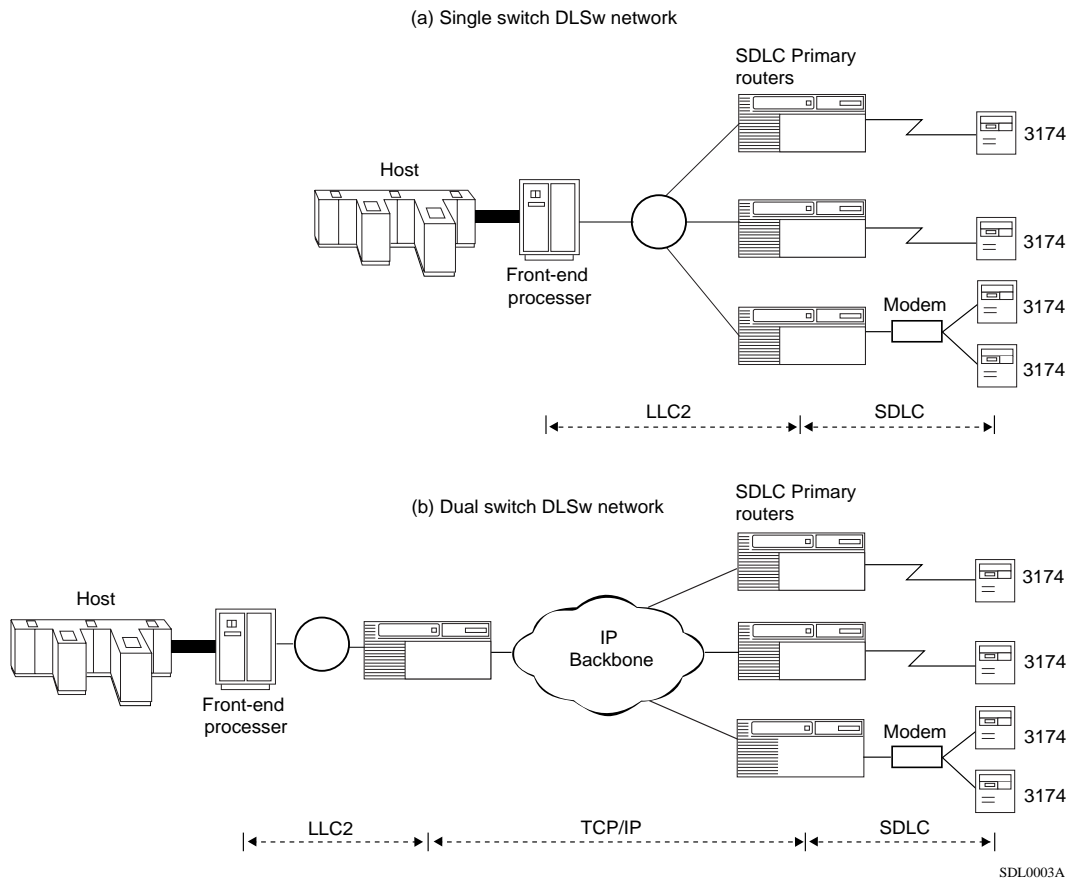 (a) Single switch DLSw network
SDLC Primary
routers
3174
Host
3174
Front-end
processer
Modem
3174
3174
LLC2
SDLC
(b) Dual switch DLSw network
SDLC Primary
routers
3174
Host
IP
Backbone
3174
Front-end
processer
Modem
3174
3174
LLC2
TCP/IP
SDLC
SDL0003A